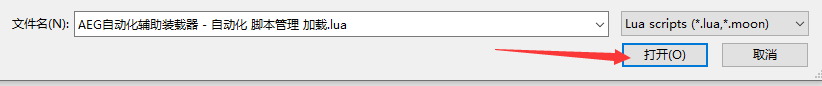 文件名(N): AEG自动化辅助装载器 - 自动化 脚本管理 加载.lua Lua scripts (*.lua,*.moon)
打开(O) 取消